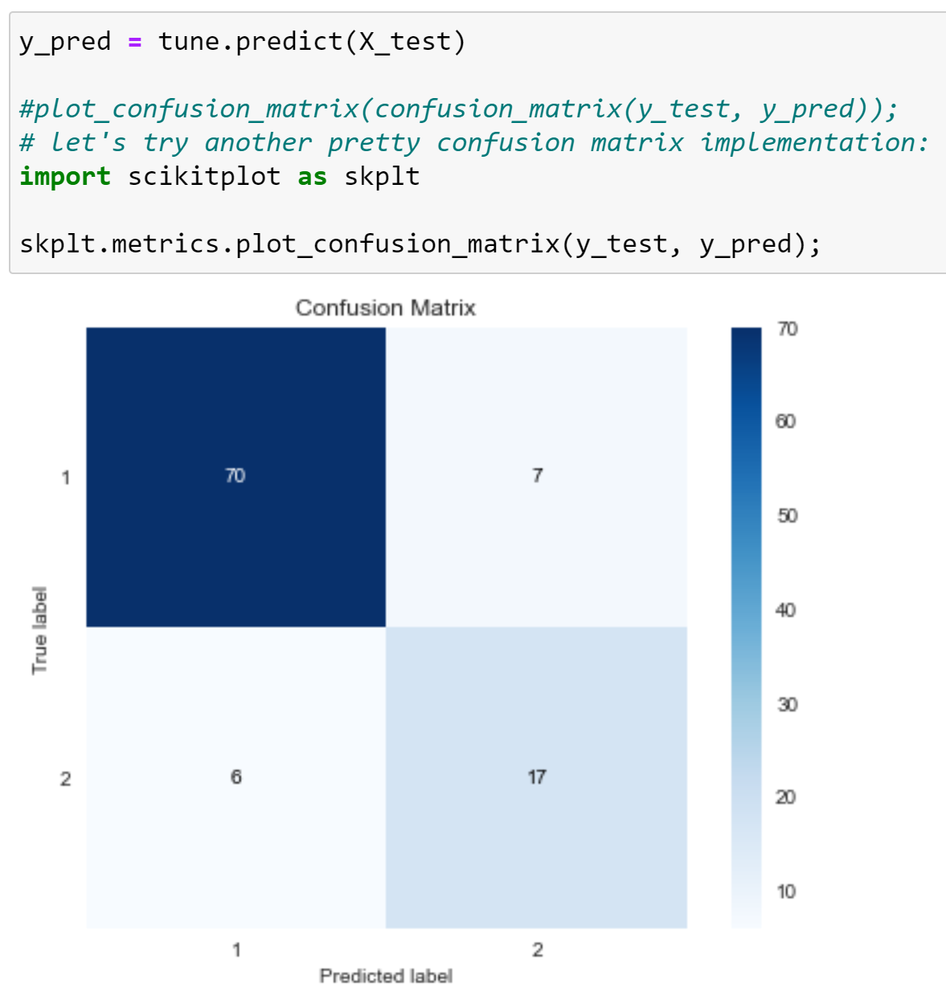 y_pred = tune.predict(X_test)
#plot_confusion_matrix(confusion_matrix(y_test, y_pred));
# let's try another pretty confusion matrix implementation:
import scikitplot as skplt
skplt.metrics.plot_confusion_matrix(y_test, y_pred);
Confusion Matrix
70
60
50
40
30
20
10
True label
1
70
7
2
6
17
1
2
Predicted label